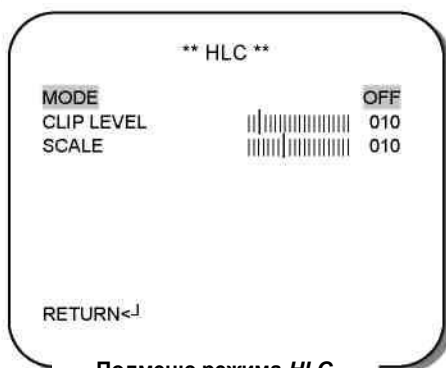 ** HLC **
MODE OFF
CLIP LEVEL 010
SCALE 010
RETURN<┘
Подменю режима HLC